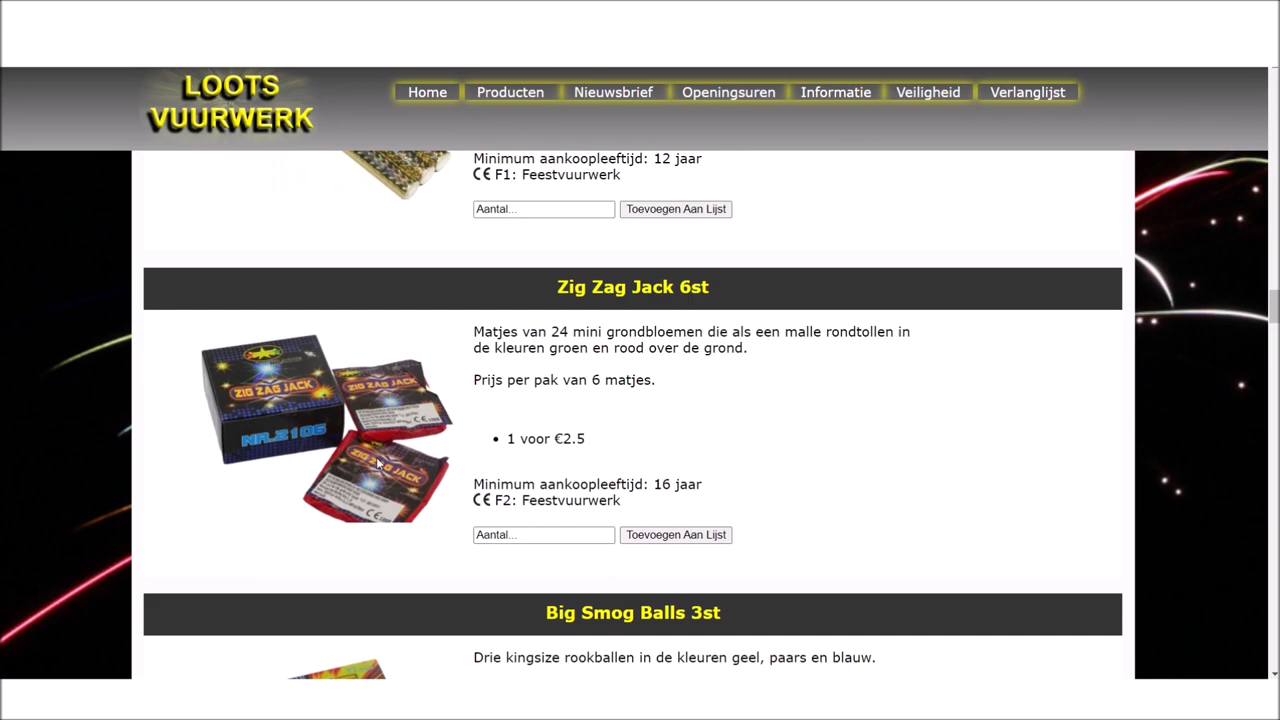 LOOTS
VUURWERK
Home Producten Nieuwsbrief Openingsuren Informatie Veiligheid Verlanglijst
Minimum aankoopleeftijd: 12 jaar
CE F1: Feestvuurwerk
Aantal... Toevoegen Aan Lijst
Zig Zag Jack 6st
Matjes van 24 mini grondbloemen die als een malle rondtollen in
de kleuren groen en rood over de grond.
Prijs per pak van 6 matjes.
ZIG ZAG JACK
ZIG ZAG JACK
NR.2106
ZIG ZAG JACK
• 1 voor €2.5
Minimum aankoopleeftijd: 16 jaar
CE F2: Feestvuurwerk
Aantal... Toevoegen Aan Lijst
Big Smog Balls 3st
Drie kingsize rookballen in de kleuren geel, paars en blauw.